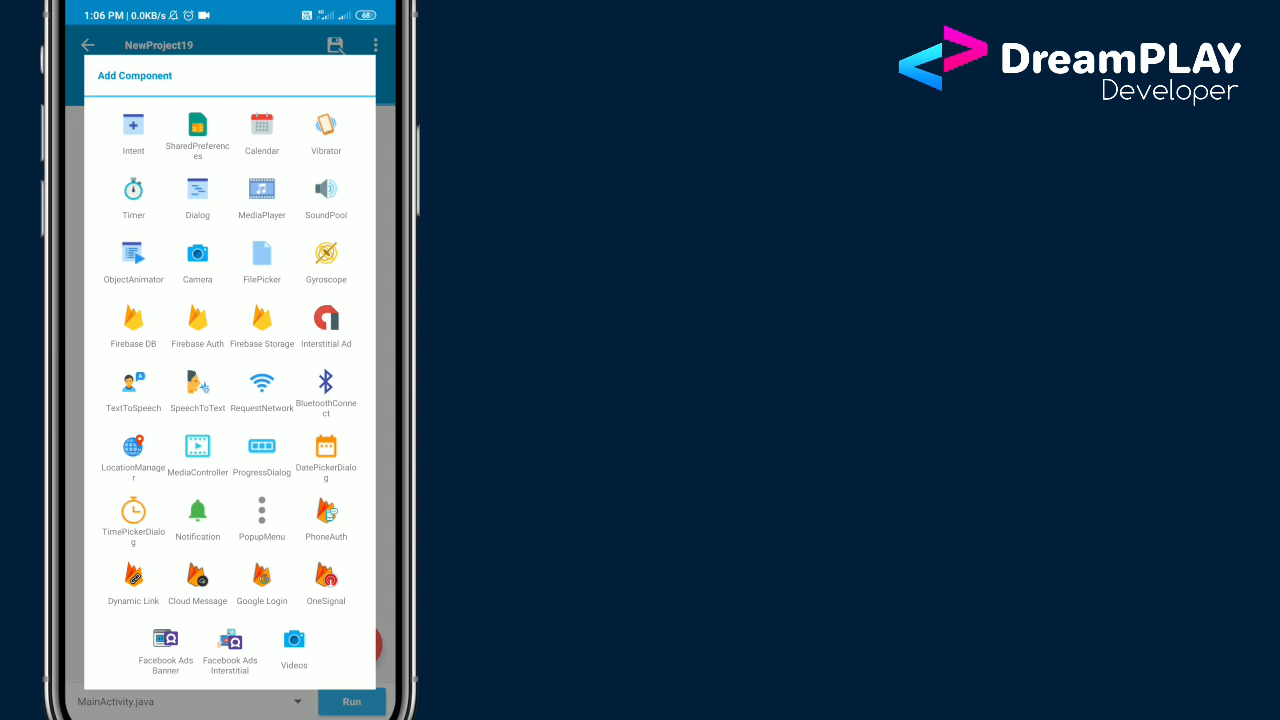 1:06 PM | 0.0KB/s
4G
68
NewProject19
DreamPLAY
Developer
Add Component
Intent
SharedPreferenc
es
Calendar
Vibrator
Timer
Dialog
MediaPlayer
SoundPool
ObjectAnimator
Camera
FilePicker
Gyroscope
Firebase DB
Firebase Auth
Firebase Storage
Interstitial Ad
TextToSpeech
SpeechToText
RequestNetwork
BluetoothConne
ct
LocationManage
r
MediaController
ProgressDialog
DatePickerDialo
g
TimePickerDialo
g
Notification
PopupMenu
PhoneAuth
Dynamic Link
Cloud Message
Google Login
OneSignal
Facebook Ads
Banner
Facebook Ads
Interstitial
Videos
MainActivity.java
Run